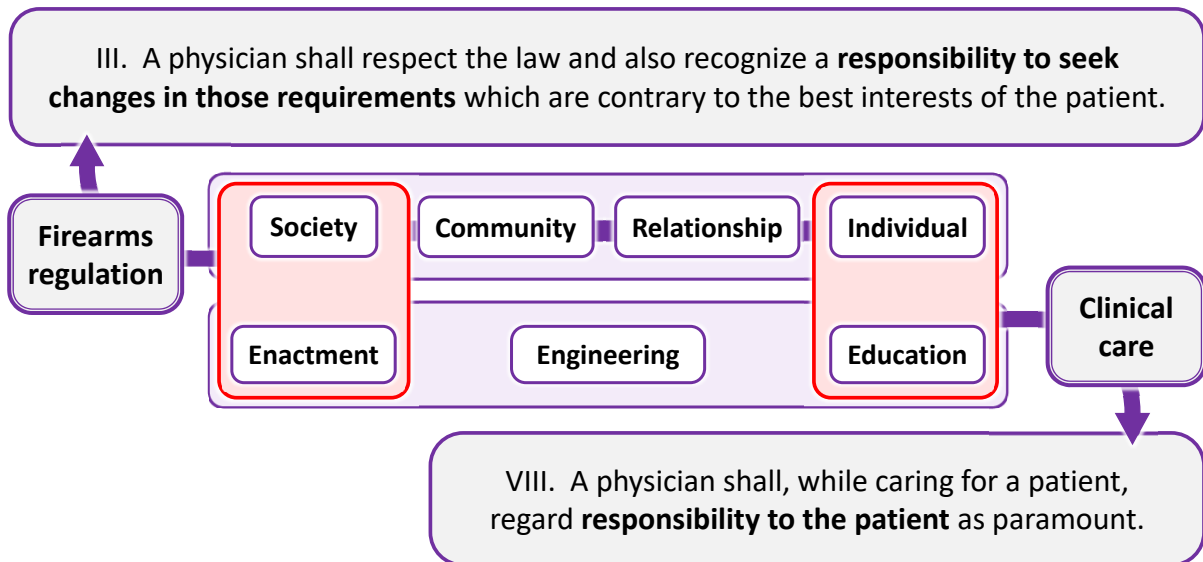 III. A physician shall respect the law and also recognize a responsibility to seek
changes in those requirements which are contrary to the best interests of the patient.
Firearms
regulation
Society
Community
Relationship
Individual
Enactment
Engineering
Education
Clinical
care
VIII. A physician shall, while caring for a patient,
regard responsibility to the patient as paramount.